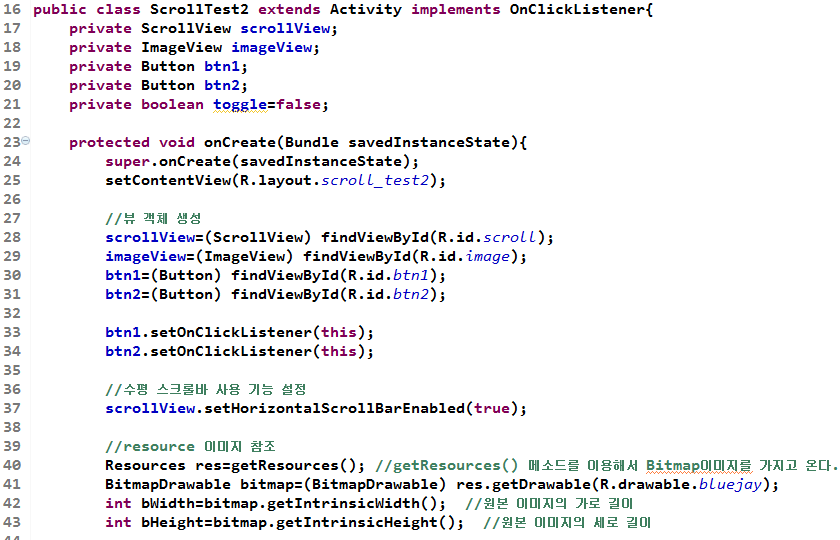 16 public class ScrollTest2 extends Activity implements OnClickListener{
17     private ScrollView scrollView;
18     private ImageView imageView;
19     private Button btn1;
20     private Button btn2;
21     private boolean toggle=false;
22
23     protected void onCreate(Bundle savedInstanceState){
24         super.onCreate(savedInstanceState);
25         setContentView(R.layout.scroll_test2);
26
27         //뷰 객체 생성
28         scrollView=(ScrollView) findViewById(R.id.scroll);
29         imageView=(ImageView) findViewById(R.id.image);
30         btn1=(Button) findViewById(R.id.btn1);
31         btn2=(Button) findViewById(R.id.btn2);
32
33         btn1.setOnClickListener(this);
34         btn2.setOnClickListener(this);
35
36         //수평 스크롤바 사용 기능 설정
37         scrollView.setHorizontalScrollBarEnabled(true);
38
39         //resource 이미지 참조
40         Resources res=getResources(); //getResources() 메소드를 이용해서 Bitmap이미지를 가지고 온다.
41         BitmapDrawable bitmap=(BitmapDrawable) res.getDrawable(R.drawable.bluejay);
42         int bWidth=bitmap.getIntrinsicWidth();  //원본 이미지의 가로 길이
43         int bHeight=bitmap.getIntrinsicHeight();  //원본 이미지의 세로 길이